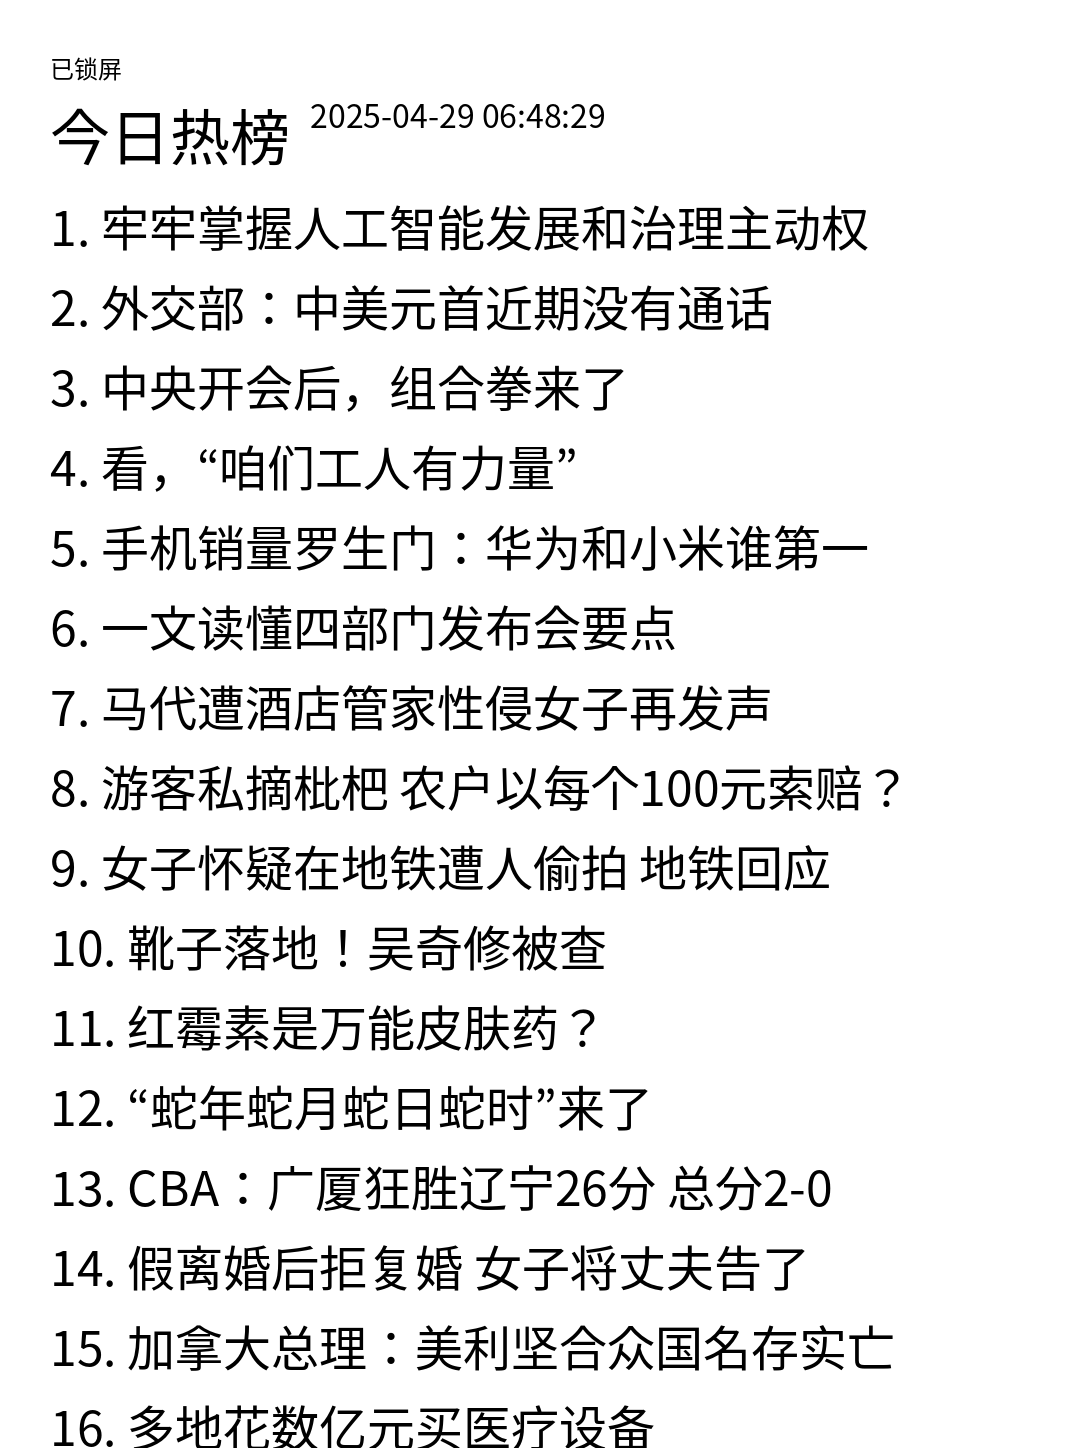 已锁屏
今日热榜 2025-04-29 06:48:29
1. 牢牢掌握人工智能发展和治理主动权
2. 外交部：中美元首近期没有通话
3. 中央开会后，组合拳来了
4. 看，“咱们工人有力量”
5. 手机销量罗生门：华为和小米谁第一
6. 一文读懂四部门发布会要点
7. 马代遭酒店管家性侵女子再发声
8. 游客私摘枇杷 农户以每个100元索赔？
9. 女子怀疑在地铁遭人偷拍 地铁回应
10. 靴子落地！吴奇修被查
11. 红霉素是万能皮肤药？
12. “蛇年蛇月蛇日蛇时”来了
13. CBA：广厦狂胜辽宁26分 总分2-0
14. 假离婚后拒复婚 女子将丈夫告了
15. 加拿大总理：美利坚合众国名存实亡
16. 多地花数亿元买医疗设备